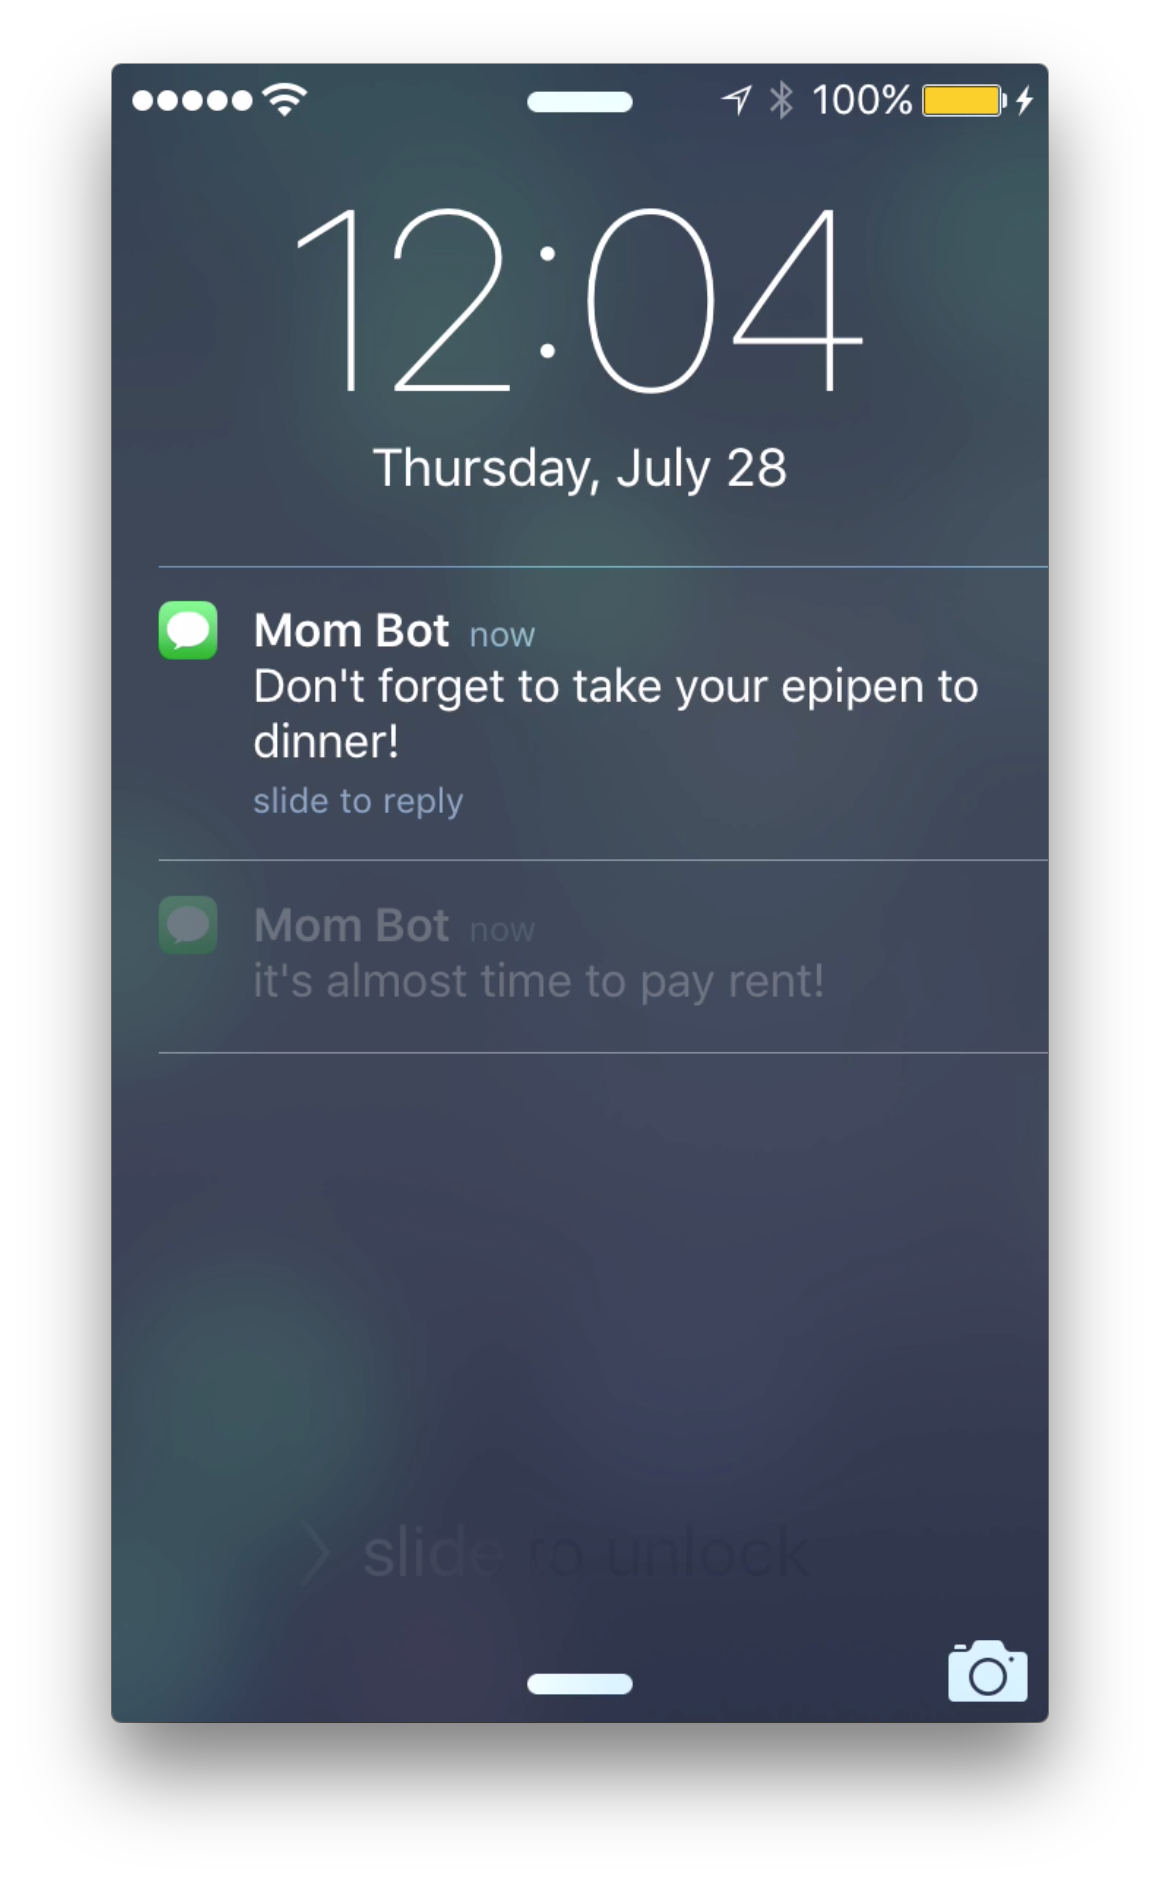 100%
12:04
Thursday, July 28
Mom Bot now
Don't forget to take your epipen to
dinner!
slide to reply
Mom Bot now
it's almost time to pay rent!
slide to unlock